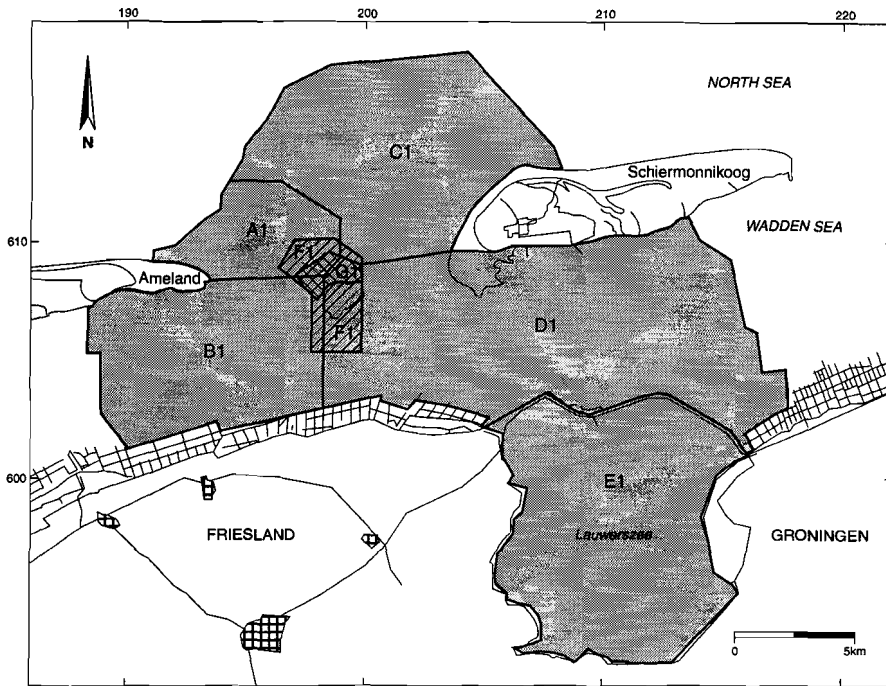 190
200
210
220
NORTH SEA
N
C1
Schiermonnikoog
A1
WADDEN SEA
610
F1
G1
Ameland
D1
F1
B1
600
E1
FRIESLAND
Lauwerszee
GRONINGEN
0
5km